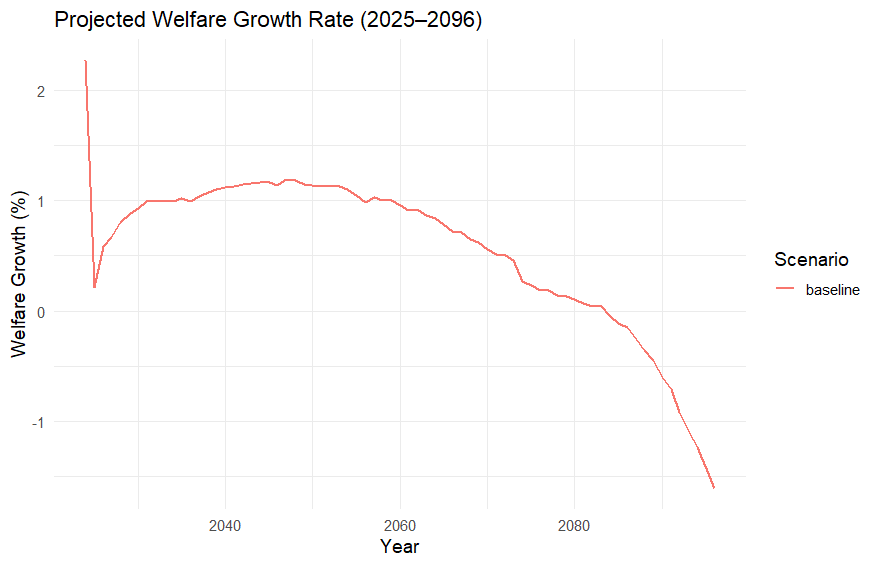 Projected Welfare Growth Rate (2025–2096)
Welfare Growth (%)
2
1
0
-1
2040
2060
2080
Year
Scenario
baseline